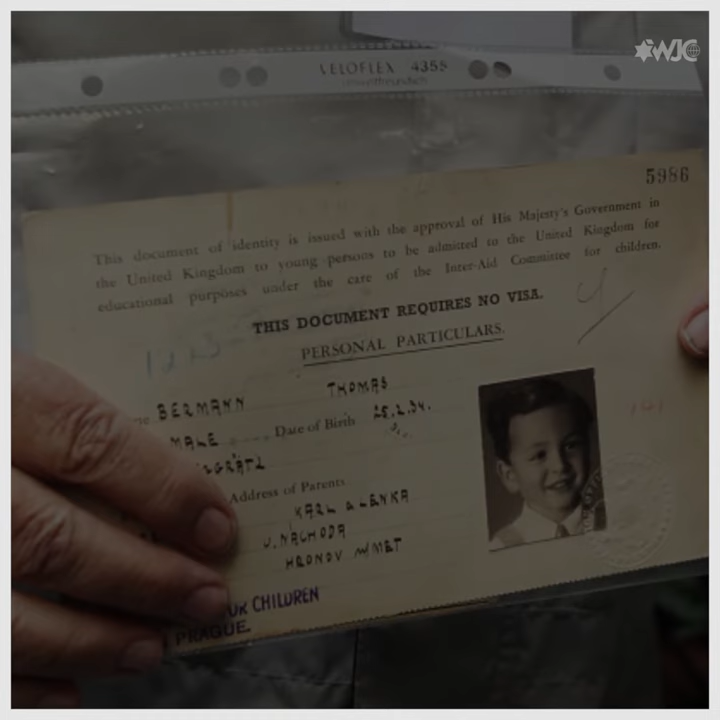 WJC
VELOFLEX 4355
5986
This document of identity is issued with the approval of His Majesty's Government in
the United Kingdom to young persons to be admitted to the United Kingdom for
educational purposes under the care of the Inter-Aid Committee for children.
THIS DOCUMENT REQUIRES NO VISA.
PERSONAL PARTICULARS.
BERMANN THOMAS
MALE Date of Birth 25.2.34.
Address of Parents
KARL & LENKA
U. NACHODA
HRONOV
CHILDREN
PRAGUE.